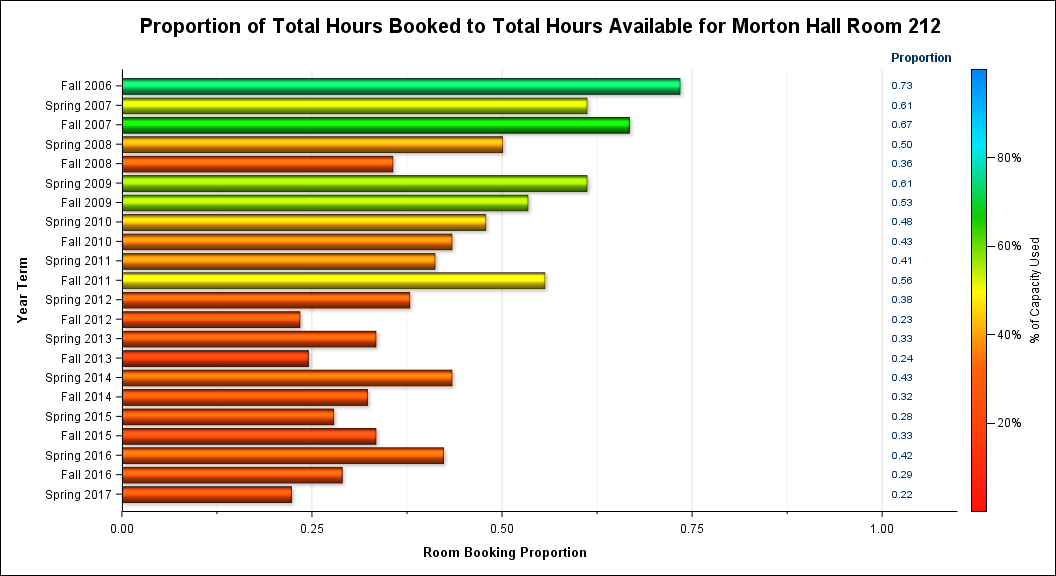 Proportion of Total Hours Booked to Total Hours Available for Morton Hall Room 212
Proportion
Fall 2006 0.73
Spring 2007 0.61
Fall 2007 0.67
Spring 2008 0.50
Fall 2008 0.36
Spring 2009 0.61
Fall 2009 0.53
Spring 2010 0.48
Fall 2010 0.43
Spring 2011 0.41
Fall 2011 0.56
Spring 2012 0.38
Fall 2012 0.23
Spring 2013 0.33
Fall 2013 0.24
Spring 2014 0.43
Fall 2014 0.32
Spring 2015 0.28
Fall 2015 0.33
Spring 2016 0.42
Fall 2016 0.29
Spring 2017 0.22
Year Term
0.00 0.25 0.50 0.75 1.00
Room Booking Proportion
80%
60%
40%
20%
% of Capacity Used